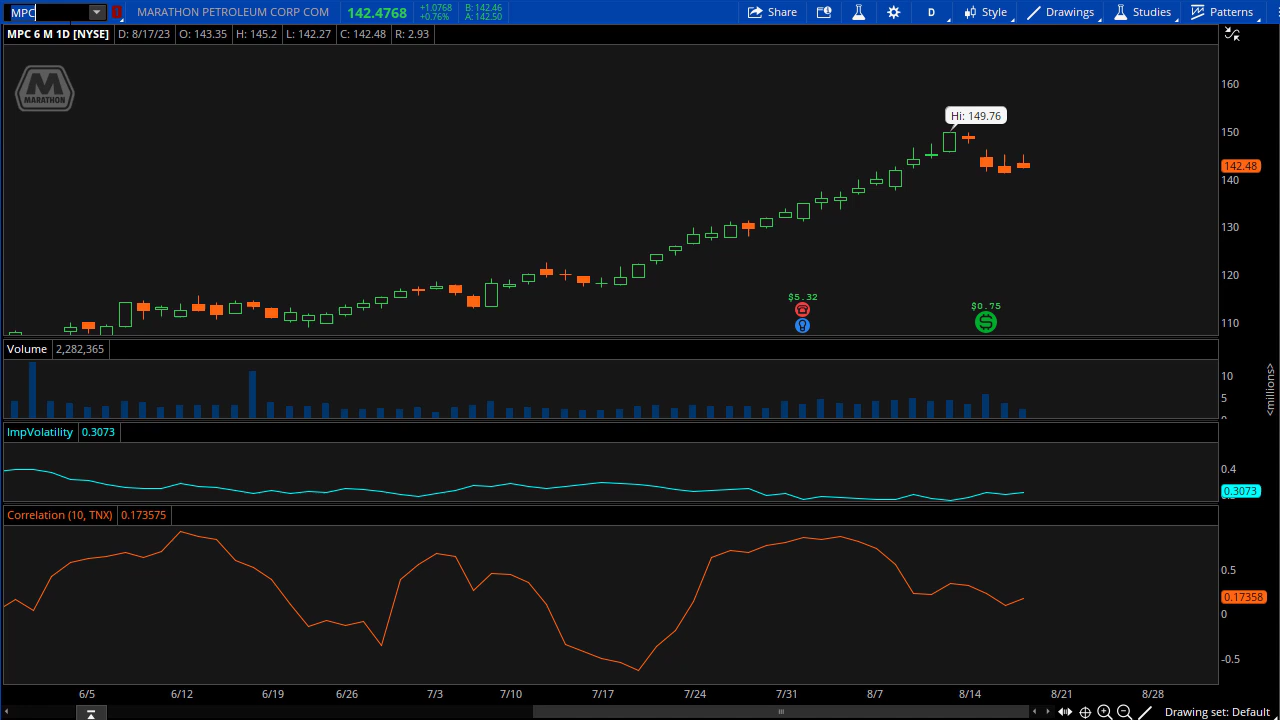 MPC
MARATHON PETROLEUM CORP COM
142.4768
+1.0768
+0.76%
B: 142.46
A: 142.50
Share
D
Style
Drawings
Studies
Patterns
MPC 6 M 1D [NYSE]
D: 8/17/23
O: 143.35
H: 145.2
L: 142.27
C: 142.48
R: 2.93
MARATHON
Hi: 149.76
160
150
142.48
140
130
120
110
$5.32
$0.75
Volume
2,282,365
10
5
<millions>
ImpVolatility
0.3073
0.4
0.3073
Correlation (10, TNX)
0.173575
0.5
0.17358
0
-0.5
6/5
6/12
6/19
6/26
7/3
7/10
7/17
7/24
7/31
8/7
8/14
8/21
8/28
Drawing set: Default